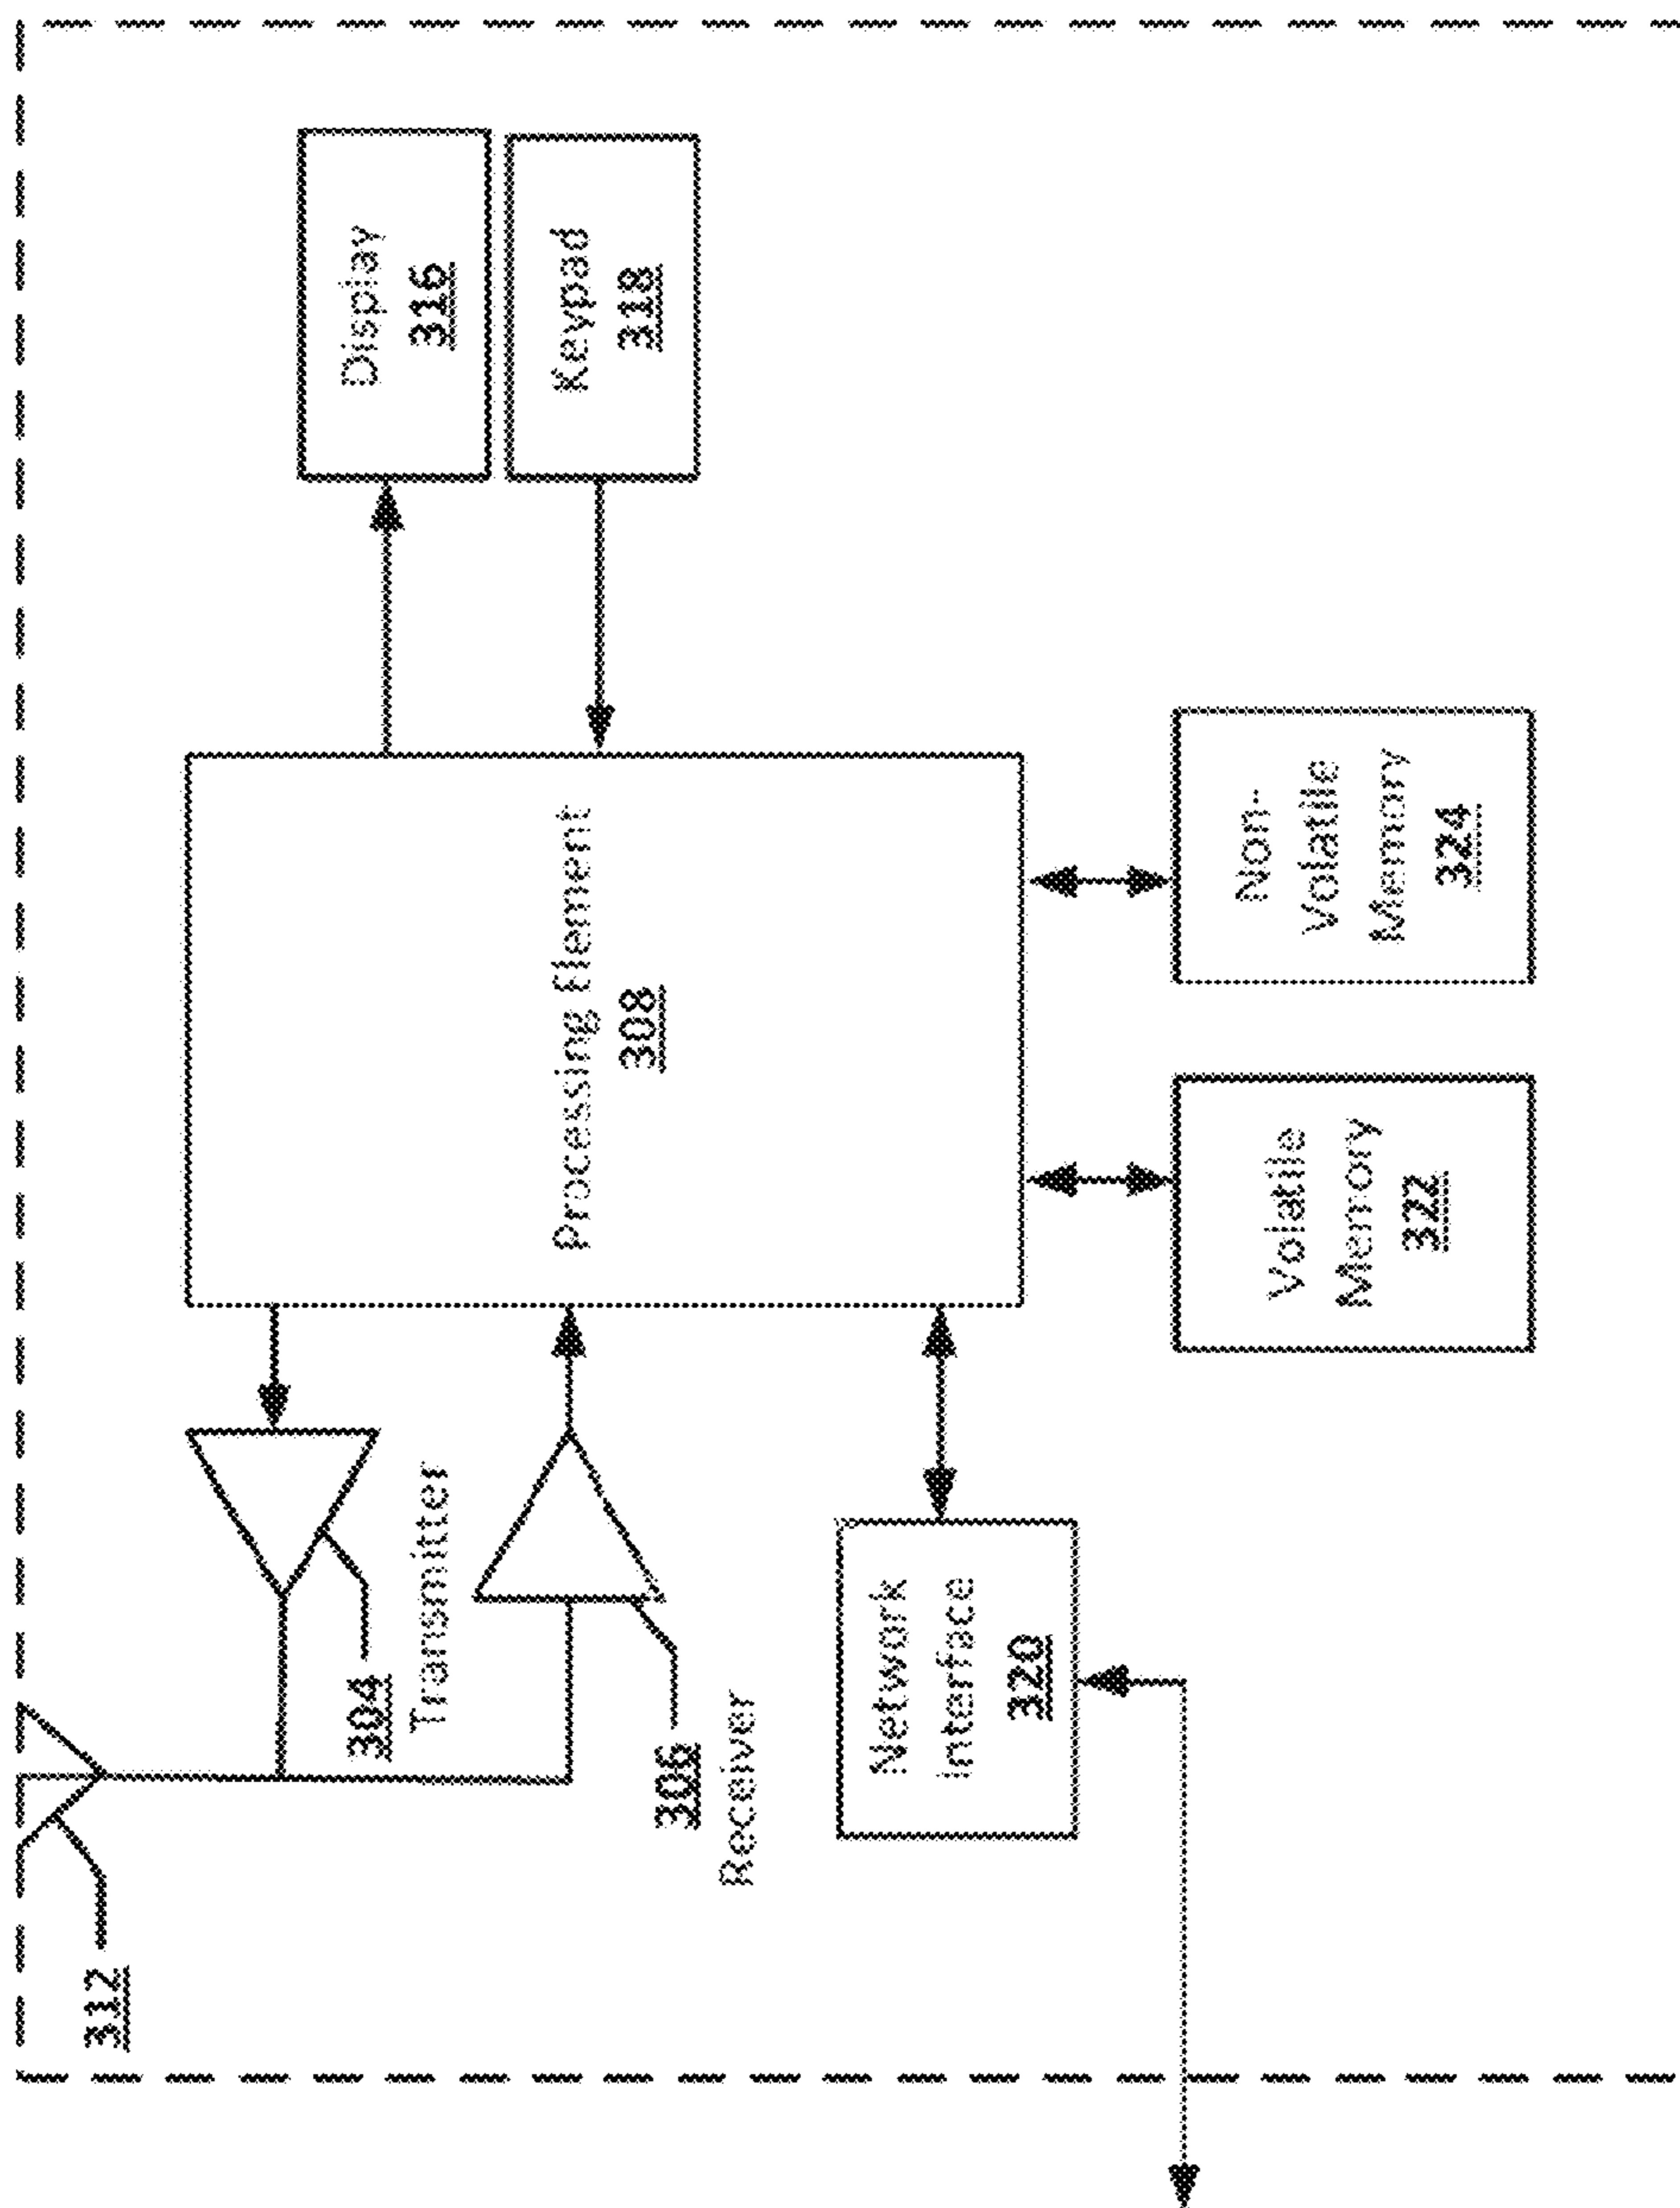 312
304
Transmitter
306
Receiver
Network
Interface
320
Processing Element
308
Volatile
Memory
322
Non-
Volatile
Memory
324
Display
316
Keypad
318